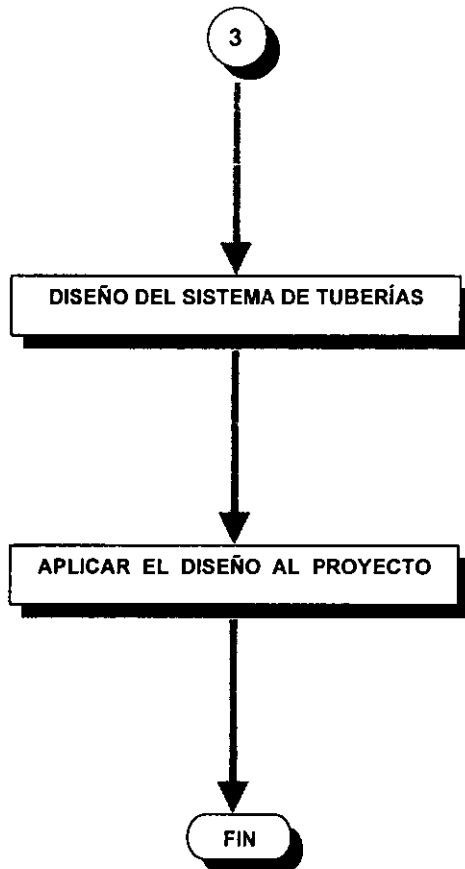 3
DISEÑO DEL SISTEMA DE TUBERÍAS
APLICAR EL DISEÑO AL PROYECTO
FIN